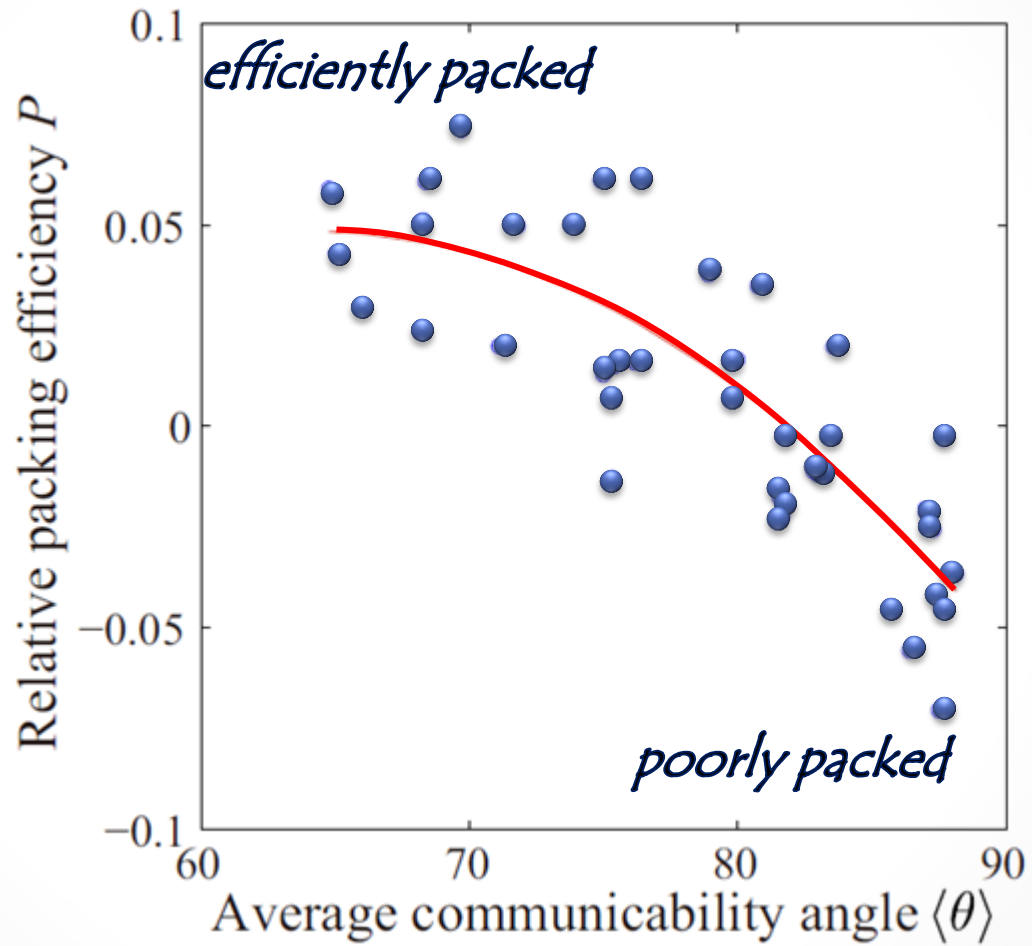 0.1
efficiently packed
0.05
0
−0.05
poorly packed
−0.1
60 70 80 90
Relative packing efficiency P
Average communicability angle ⟨θ⟩